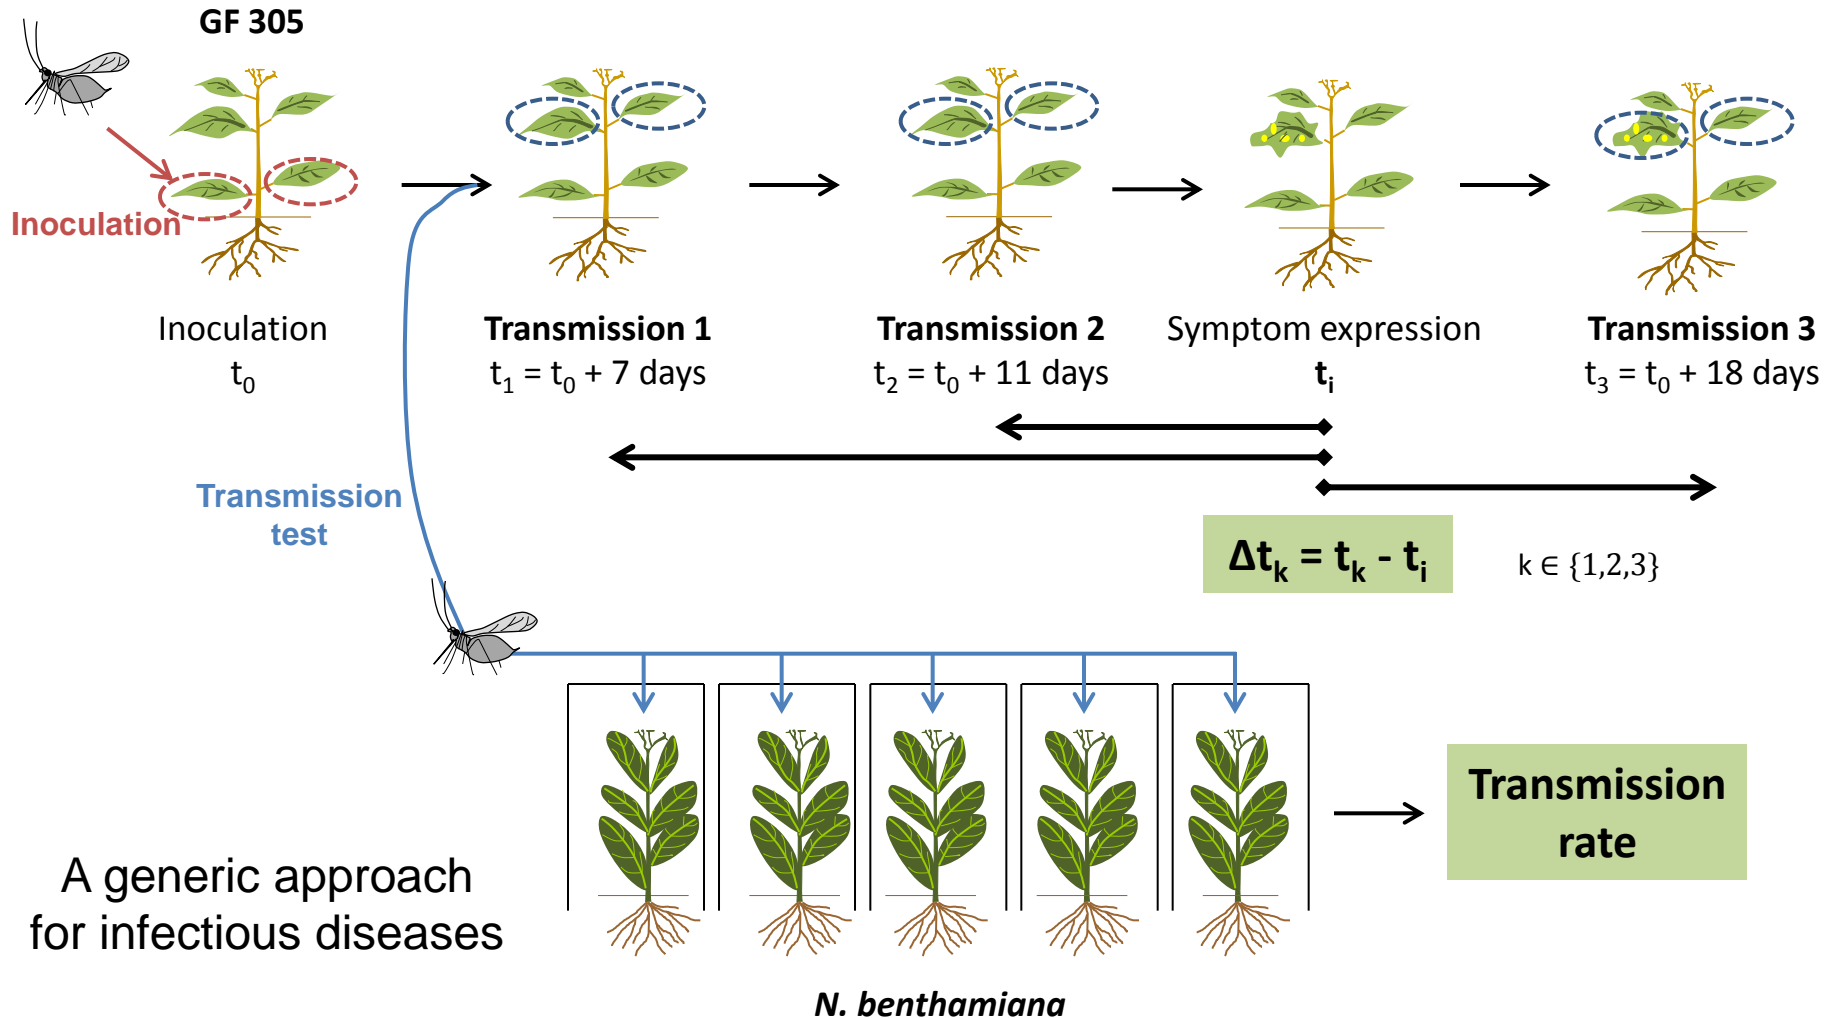 GF 305
Inoculation
Inoculation
t₀
Transmission 1
t₁ = t₀ + 7 days
Transmission 2
t₂ = t₀ + 11 days
Symptom expression
tᵢ
Transmission 3
t₃ = t₀ + 18 days
Transmission
test
Δtₖ = tₖ - tᵢ
k ∈ {1,2,3}
Transmission
rate
A generic approach
for infectious diseases
N. benthamiana